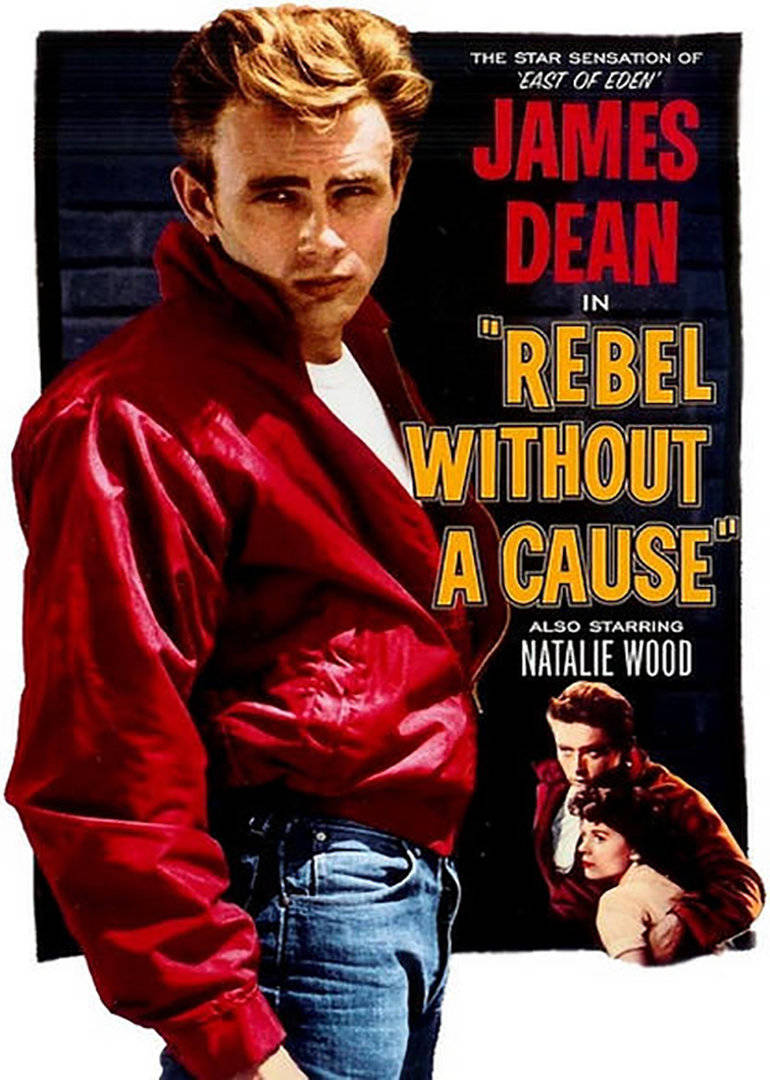 THE STAR SENSATION OF
'EAST OF EDEN'
JAMES
DEAN
IN
"REBEL
WITHOUT
A CAUSE"
ALSO STARRING
NATALIE WOOD